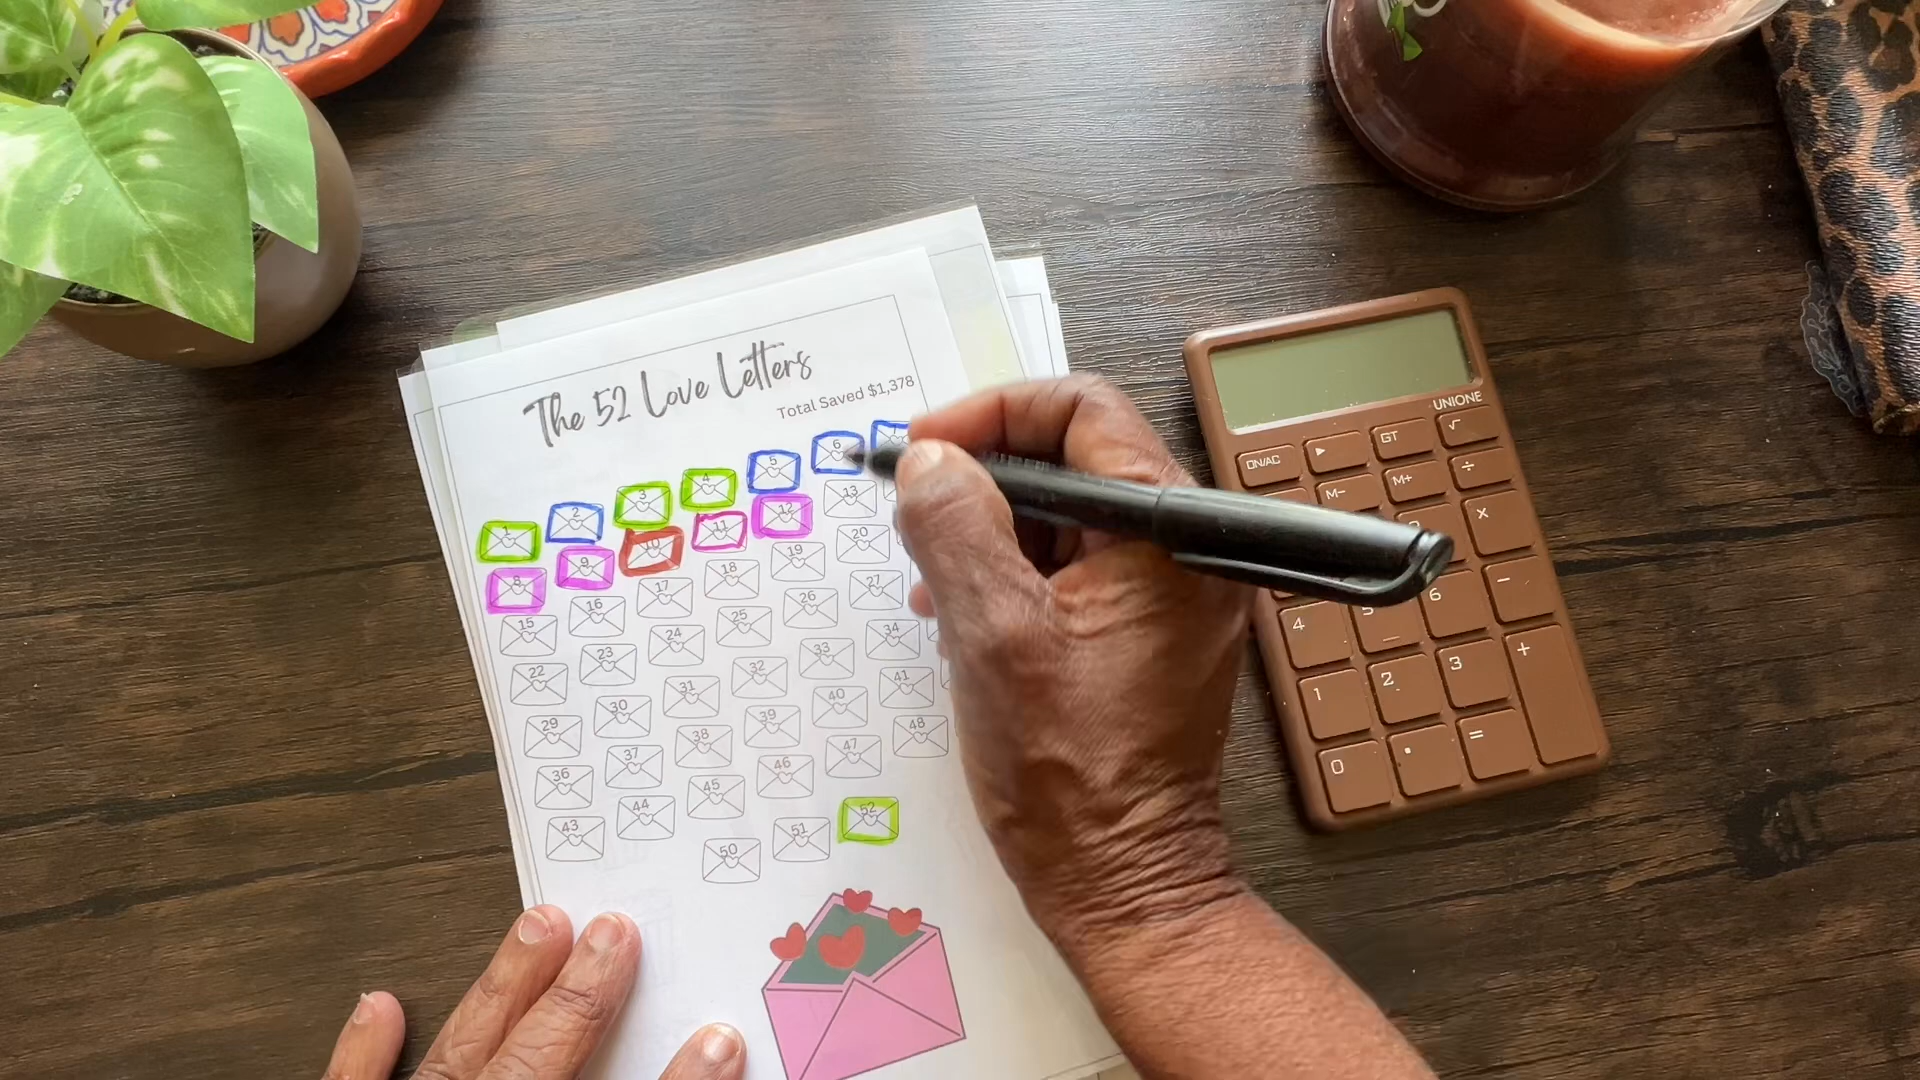 The 52 Love Letters
Total Saved $1,378
1 2 3 4 5 6 7
8 9 10 11 12 13
15 16 17 18 19 20
22 23 24 25 26 27
29 30 31 32 33 34
36 37 38 39 40 41
43 44 45 46 47 48
50 51 52
UNIONE
ON/AC ▶ GT √
M- M+ ÷
x
4 5 6 -
1 2 3 +
0 . =